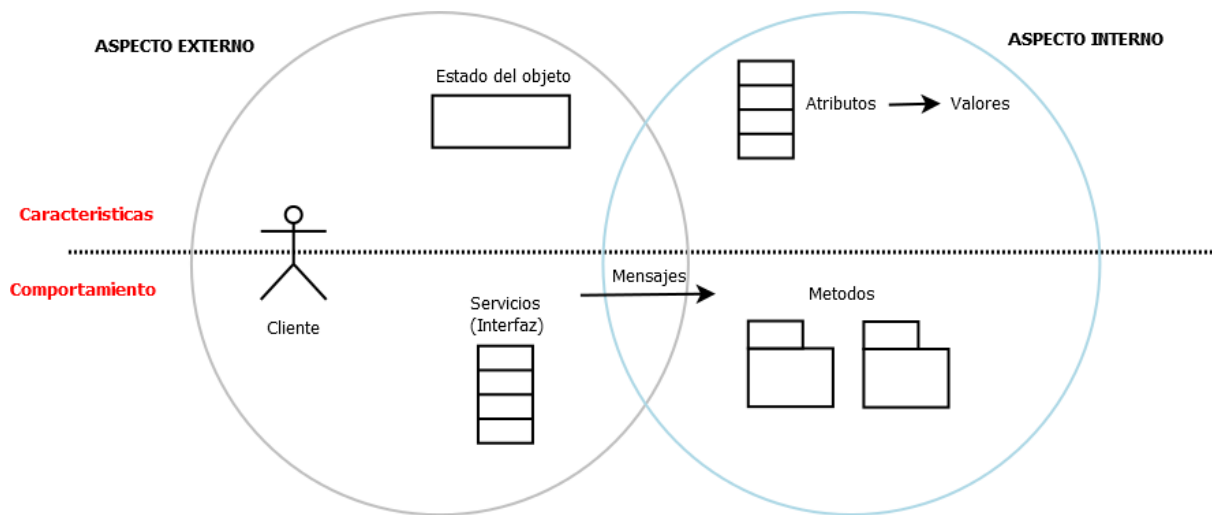 ASPECTO EXTERNO
ASPECTO INTERNO
Estado del objeto
Atributos
Valores
Caracteristicas
Comportamiento
Mensajes
Cliente
Servicios
(Interfaz)
Metodos